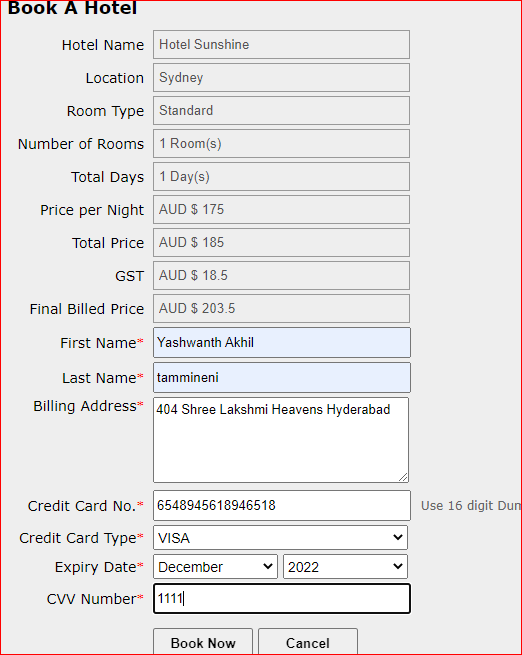 Book A Hotel
Hotel Name Hotel Sunshine
Location Sydney
Room Type Standard
Number of Rooms 1 Room(s)
Total Days 1 Day(s)
Price per Night AUD $ 175
Total Price AUD $ 185
GST AUD $ 18.5
Final Billed Price AUD $ 203.5
First Name* Yashwanth Akhil
Last Name* tammineni
Billing Address* 404 Shree Lakshmi Heavens Hyderabad
Credit Card No.* 6548945618946518 Use 16 digit Dum
Credit Card Type* VISA
Expiry Date* December 2022
CVV Number* 1111
Book Now Cancel